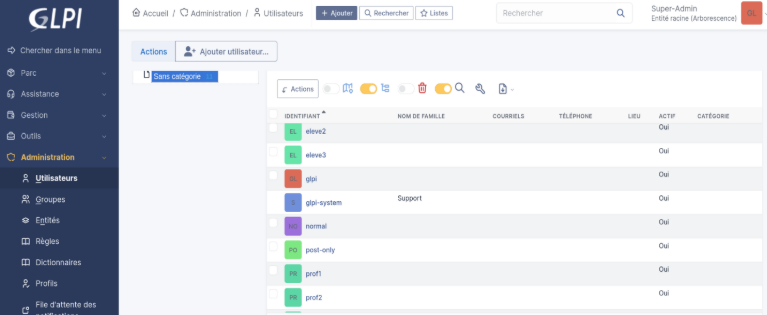 GLPI
Accueil / Administration / Utilisateurs
+ Ajouter
Rechercher
Listes
Rechercher
Super-Admin
Entité racine (Arborescence)
GL
Chercher dans le menu
Parc
Assistance
Gestion
Outils
Administration
Utilisateurs
Groupes
Entités
Règles
Dictionnaires
Profils
File d'attente des
notifications
Actions
Ajouter utilisateur...
Sans catégorie
Actions
IDENTIFIANT NOM DE FAMILLE COURRIELS TÉLÉPHONE LIEU ACTIF CATÉGORIE
EL eleve2 Oui
EL eleve3 Oui
GL glpi Oui
S glpi-system Support Oui
NO normal Oui
PO post-only Oui
PR prof1 Oui
PR prof2 Oui